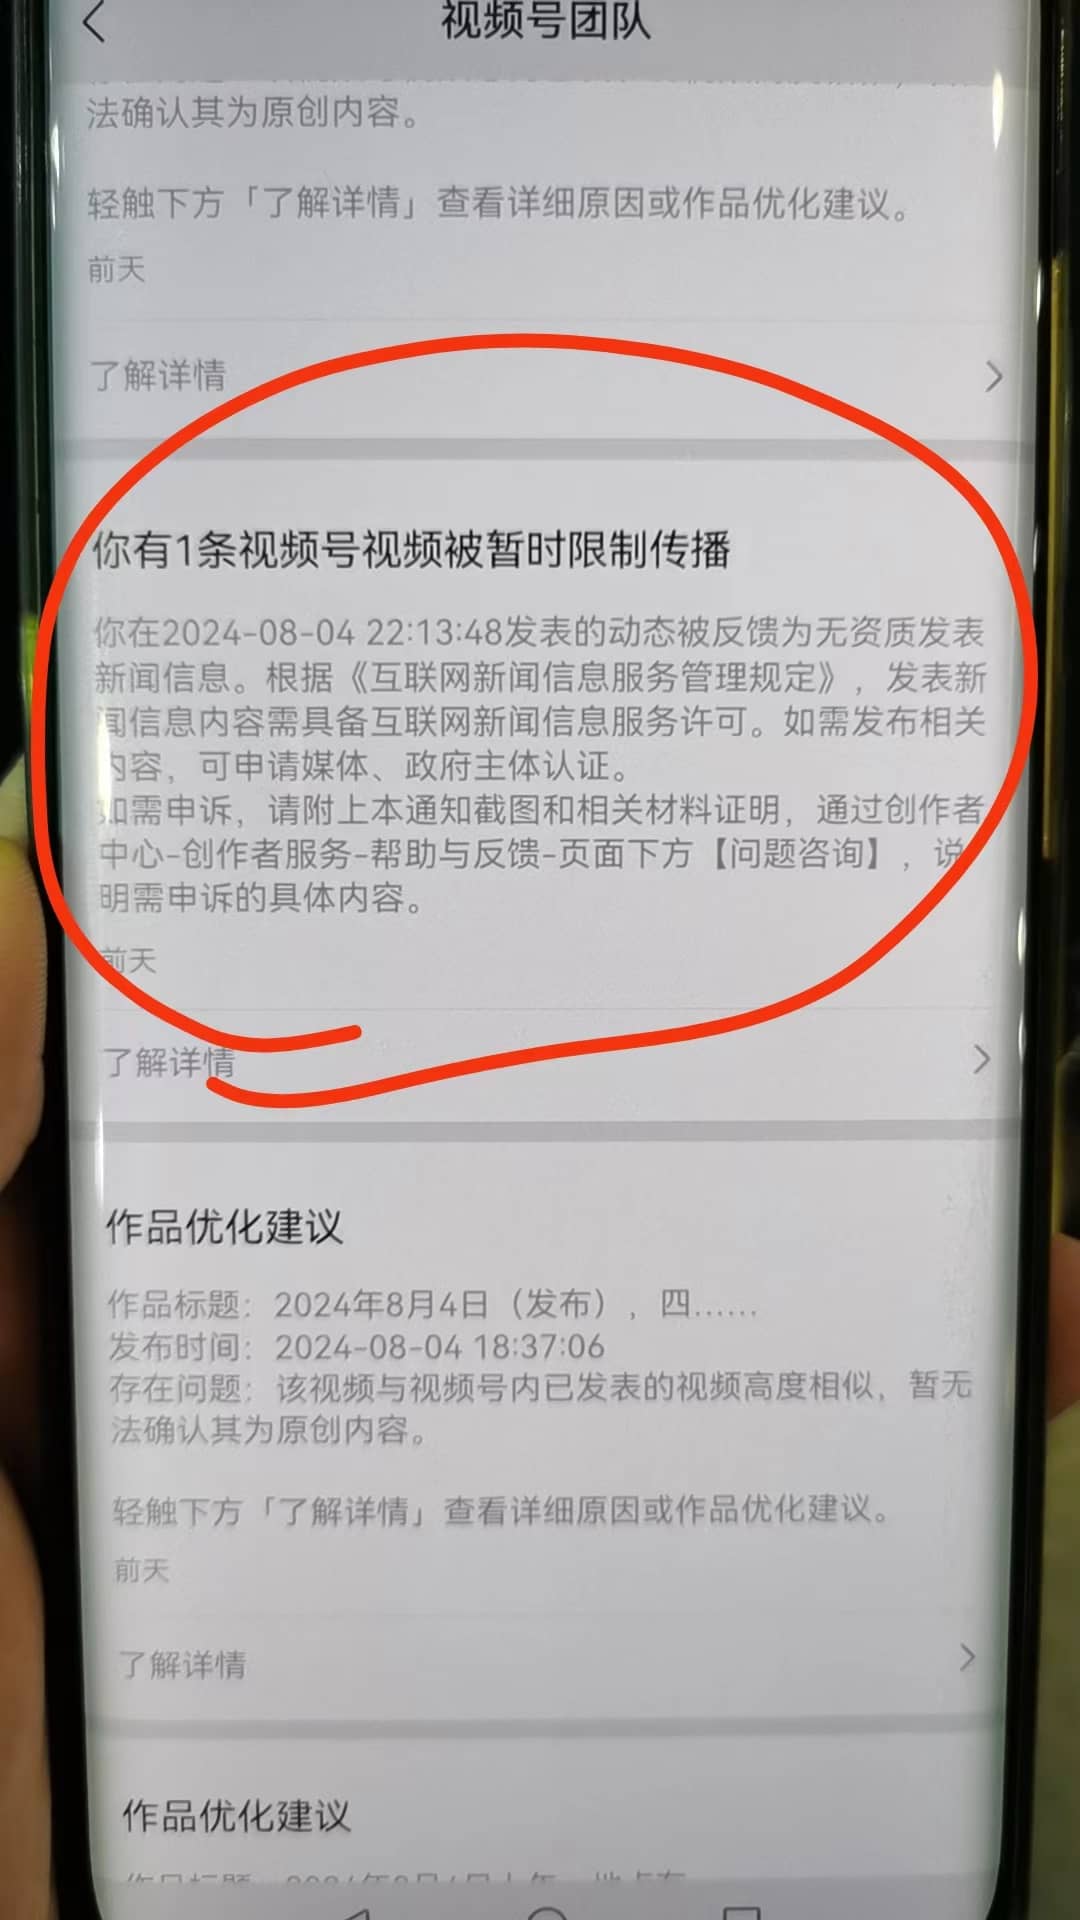 视频号团队
法确认其为原创内容。
轻触下方「了解详情」查看详细原因或作品优化建议。
前天
了解详情
你有1条视频号视频被暂时限制传播
你在2024-08-04 22:13:48发表的动态被反馈为无资质发表
新闻信息。根据《互联网新闻信息服务管理规定》，发表新
闻信息内容需具备互联网新闻信息服务许可。如需发布相关
内容，可申请媒体、政府主体认证。
如需申诉，请附上本通知截图和相关材料证明，通过创作者
中心-创作者服务-帮助与反馈-页面下方【问题咨询】，说
明需申诉的具体内容。
前天
了解详情
作品优化建议
作品标题：2024年8月4日（发布），四......
发布时间：2024-08-04 18:37:06
存在问题：该视频与视频号内已发表的视频高度相似，暂无
法确认其为原创内容。
轻触下方「了解详情」查看详细原因或作品优化建议。
前天
了解详情
作品优化建议